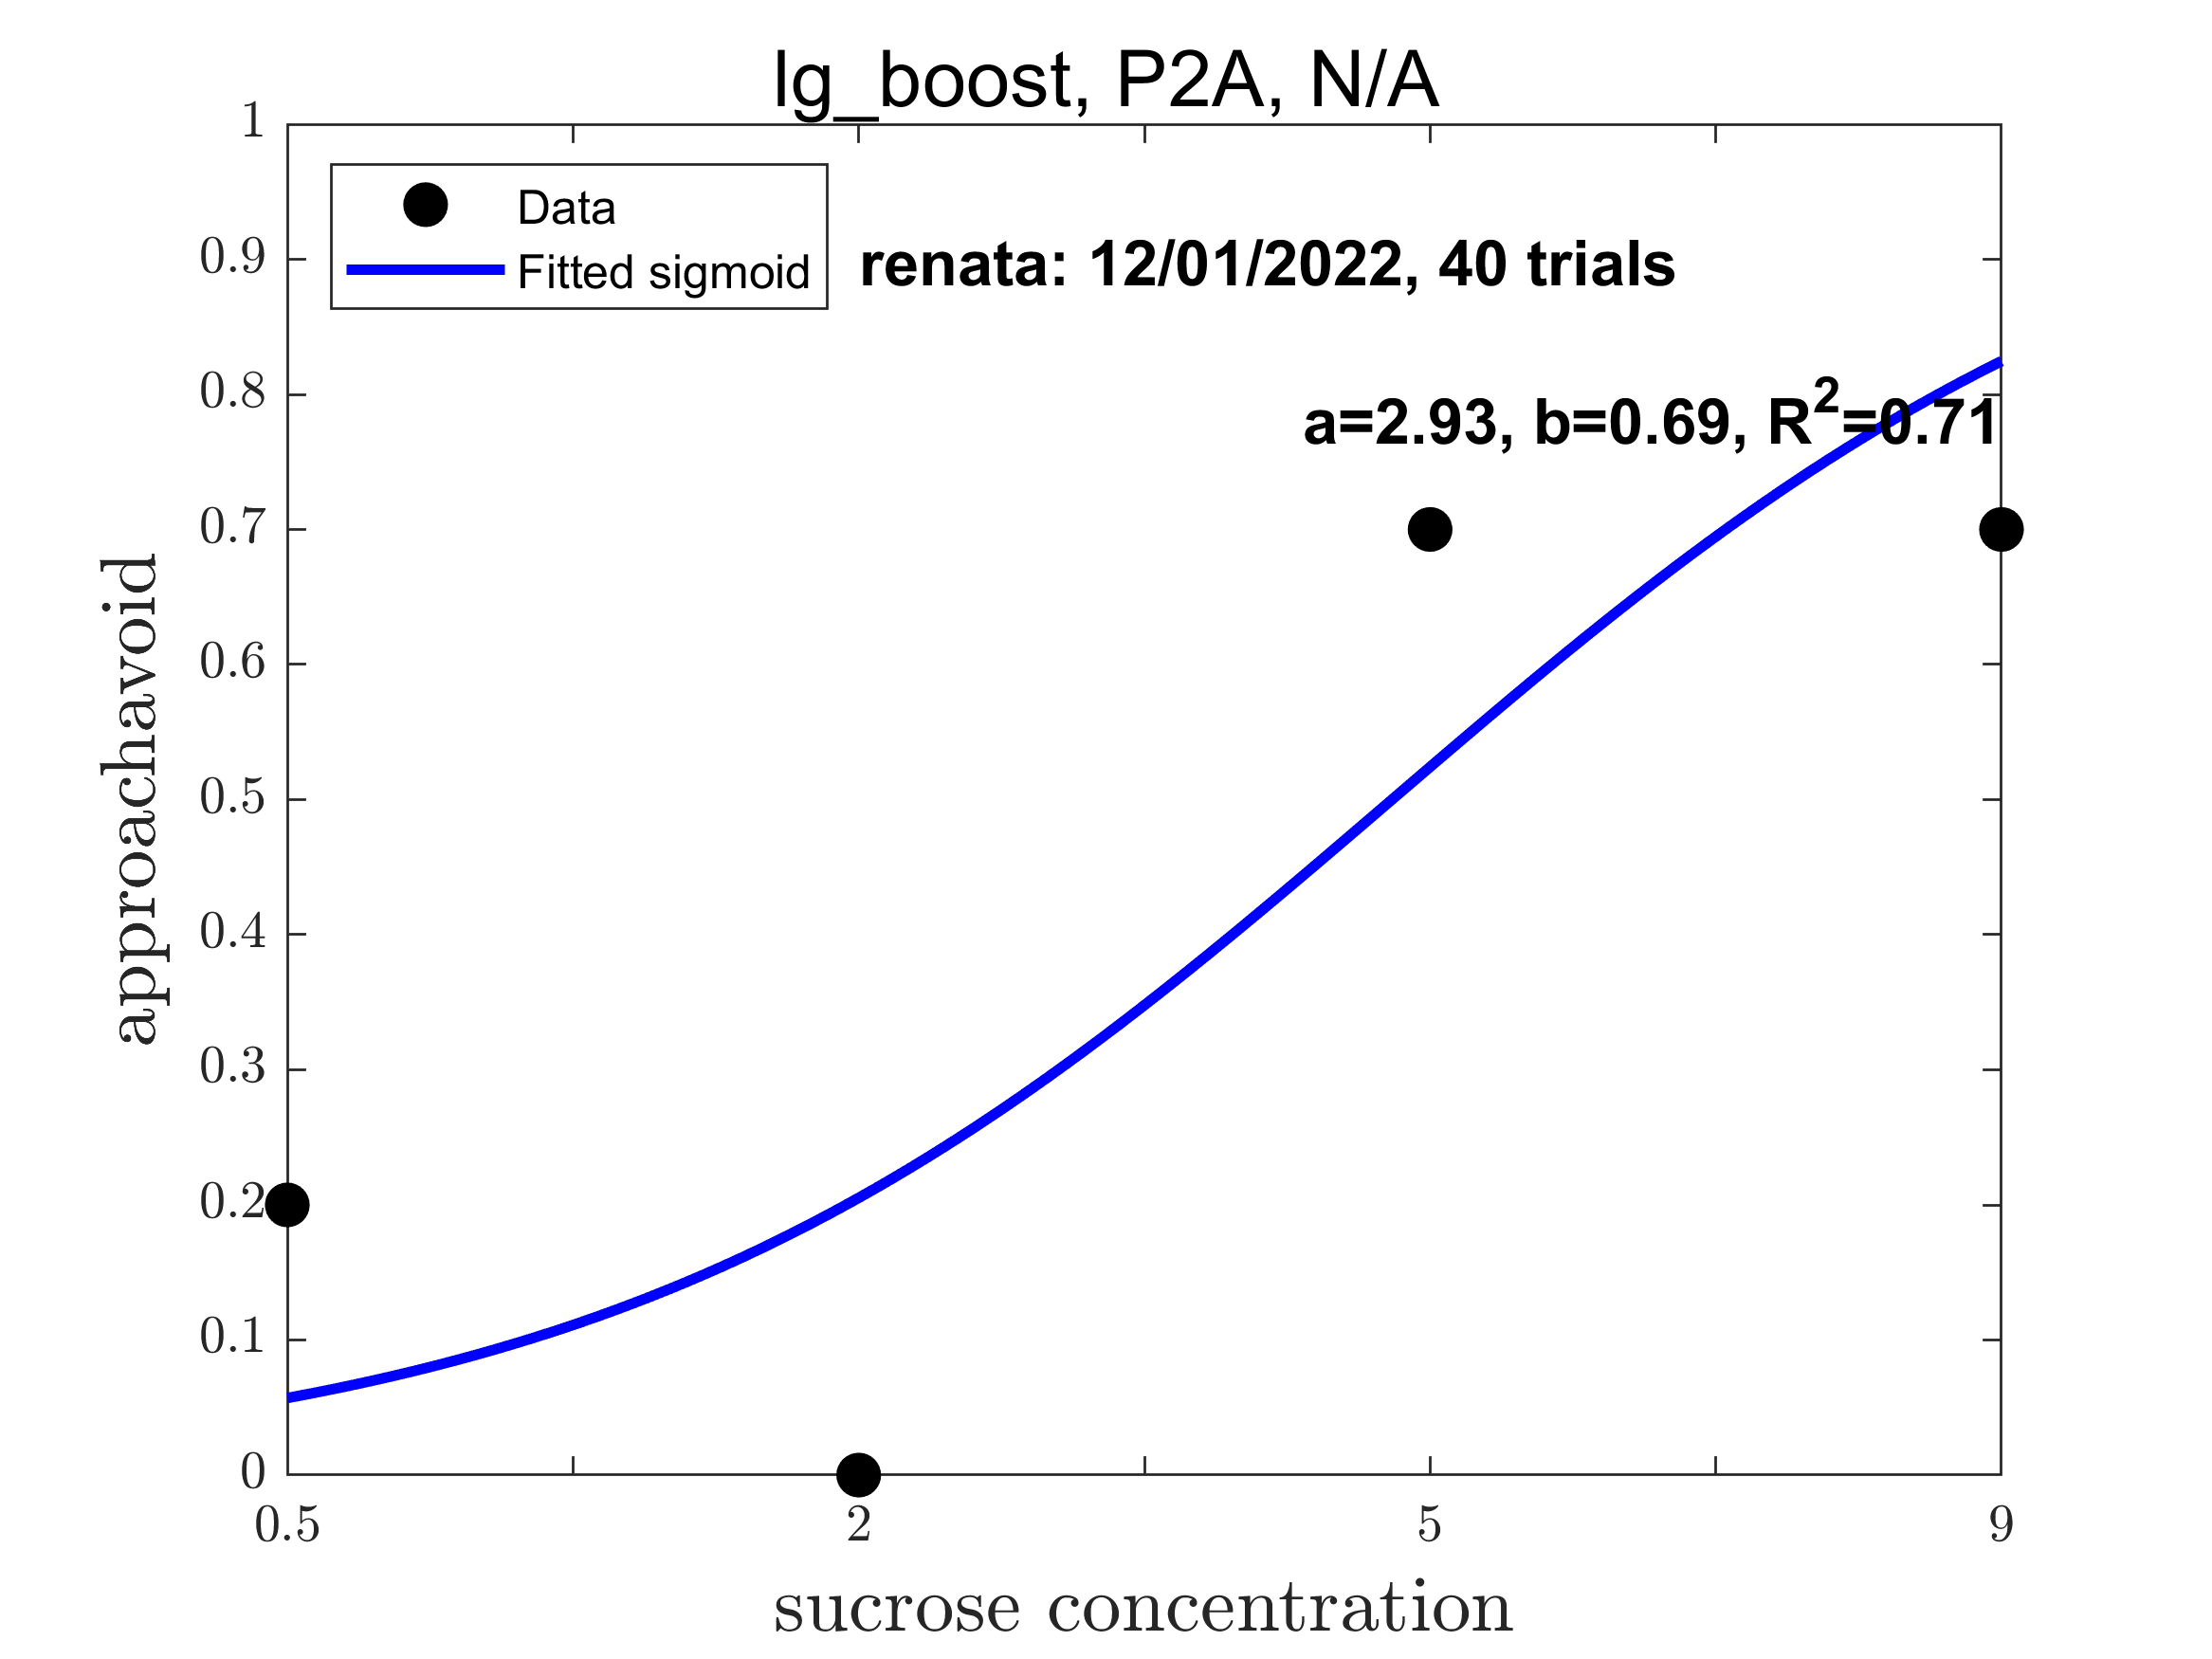 lg_boost, P2A, N/A
1
0.9
0.8
0.7
0.6
0.5
0.4
0.3
0.2
0.1
0
approachavoid
Data
Fitted sigmoid
renata: 12/01/2022, 40 trials
a=2.93, b=0.69, R²=0.71
0.5 2 5 9
sucrose concentration